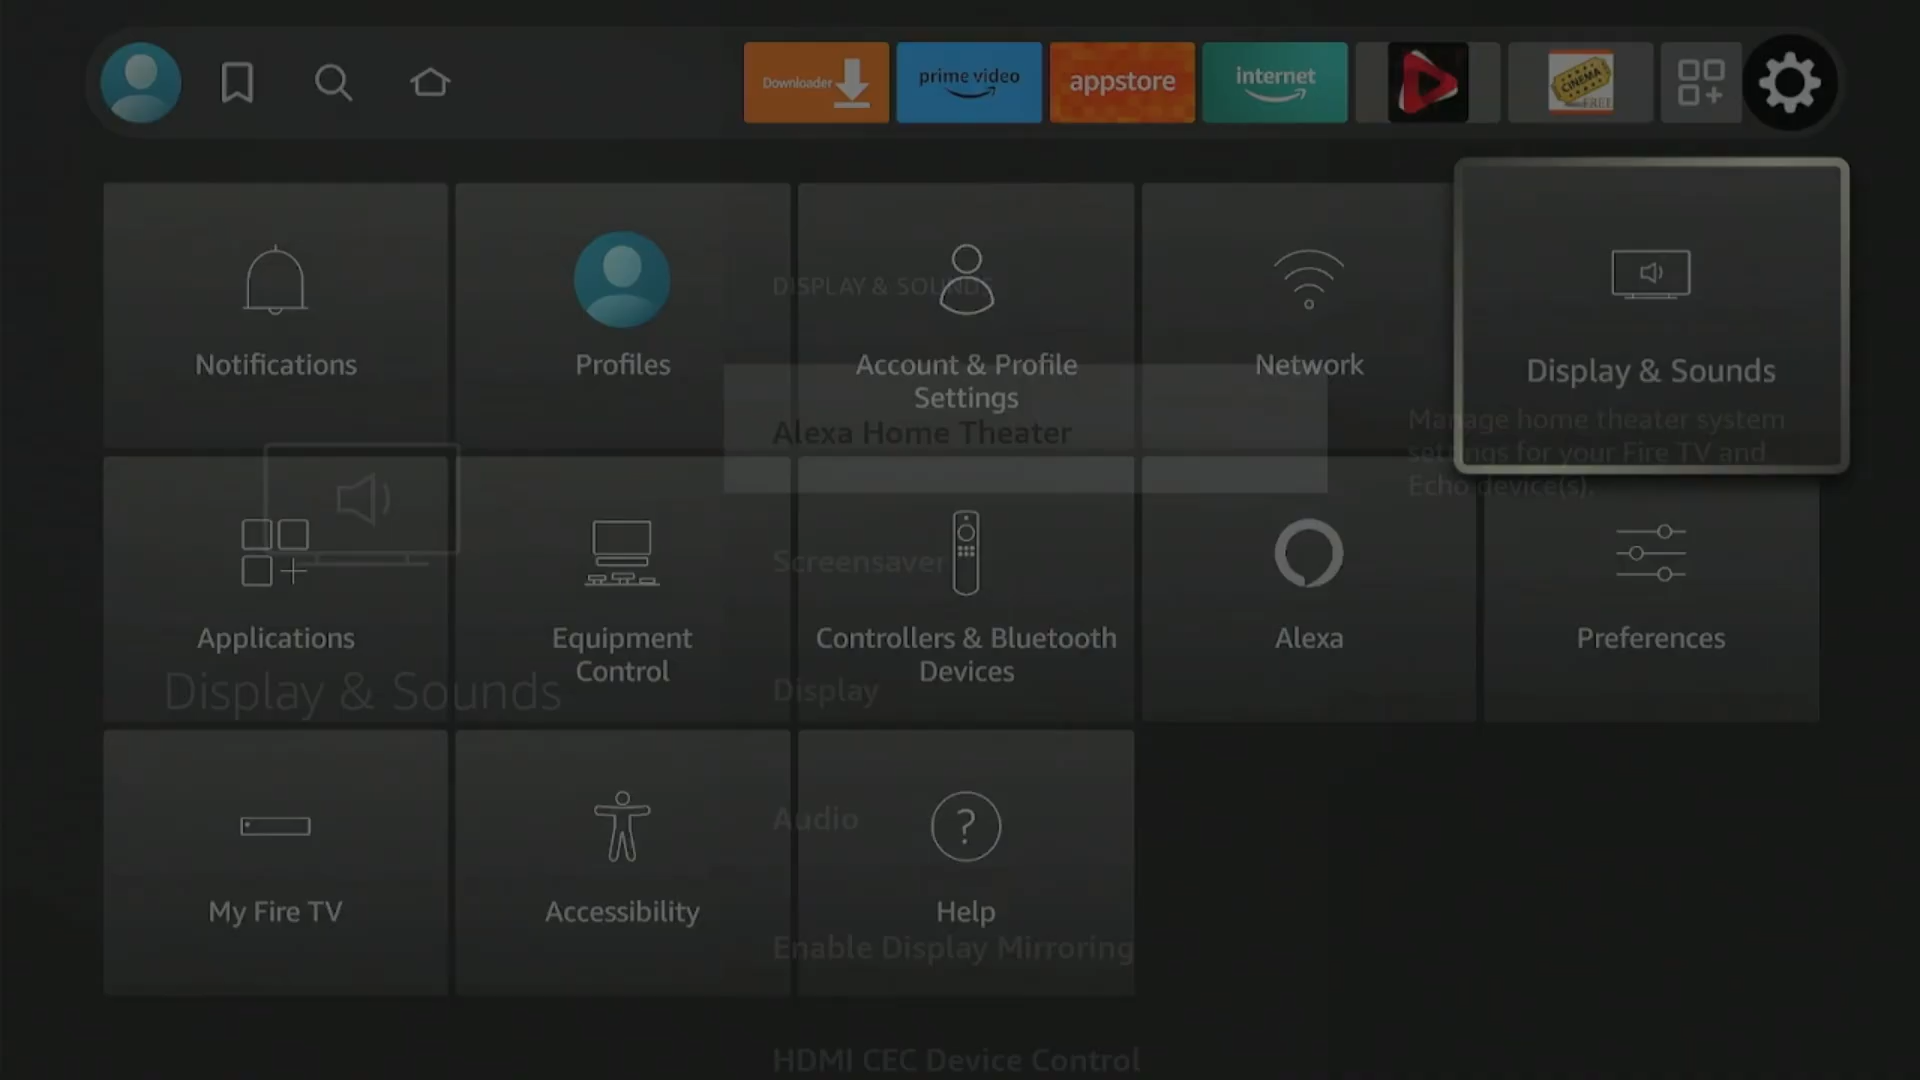 Downloader
prime video
appstore
internet
CINEMA
FREE
Notifications
Profiles
Account & Profile
Settings
Network
Display & Sounds
Applications
Equipment
Control
Controllers & Bluetooth
Devices
Alexa
Preferences
My Fire TV
Accessibility
Help
Display & Sounds
DISPLAY & SOUNDS
Alexa Home Theater
Screensaver
Display
Audio
Enable Display Mirroring
HDMI CEC Device Control
Manage home theater system
settings for your Fire TV and
Echo device(s).